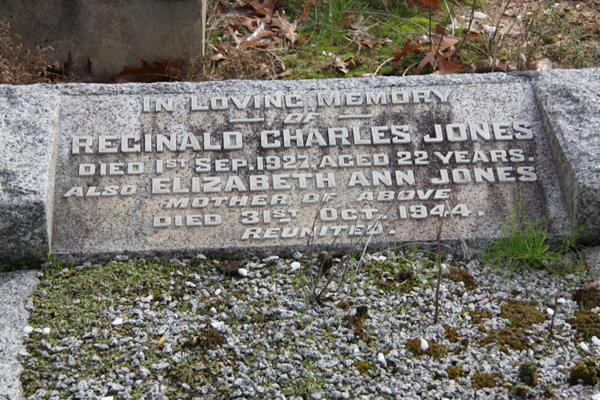 IN LOVING MEMORY
OF
REGINALD CHARLES JONES
DIED 1ST SEP. 1927, AGED 22 YEARS.
ALSO ELIZABETH ANN JONES
MOTHER OF ABOVE
DIED 31ST OCT. 1944.
REUNITED.